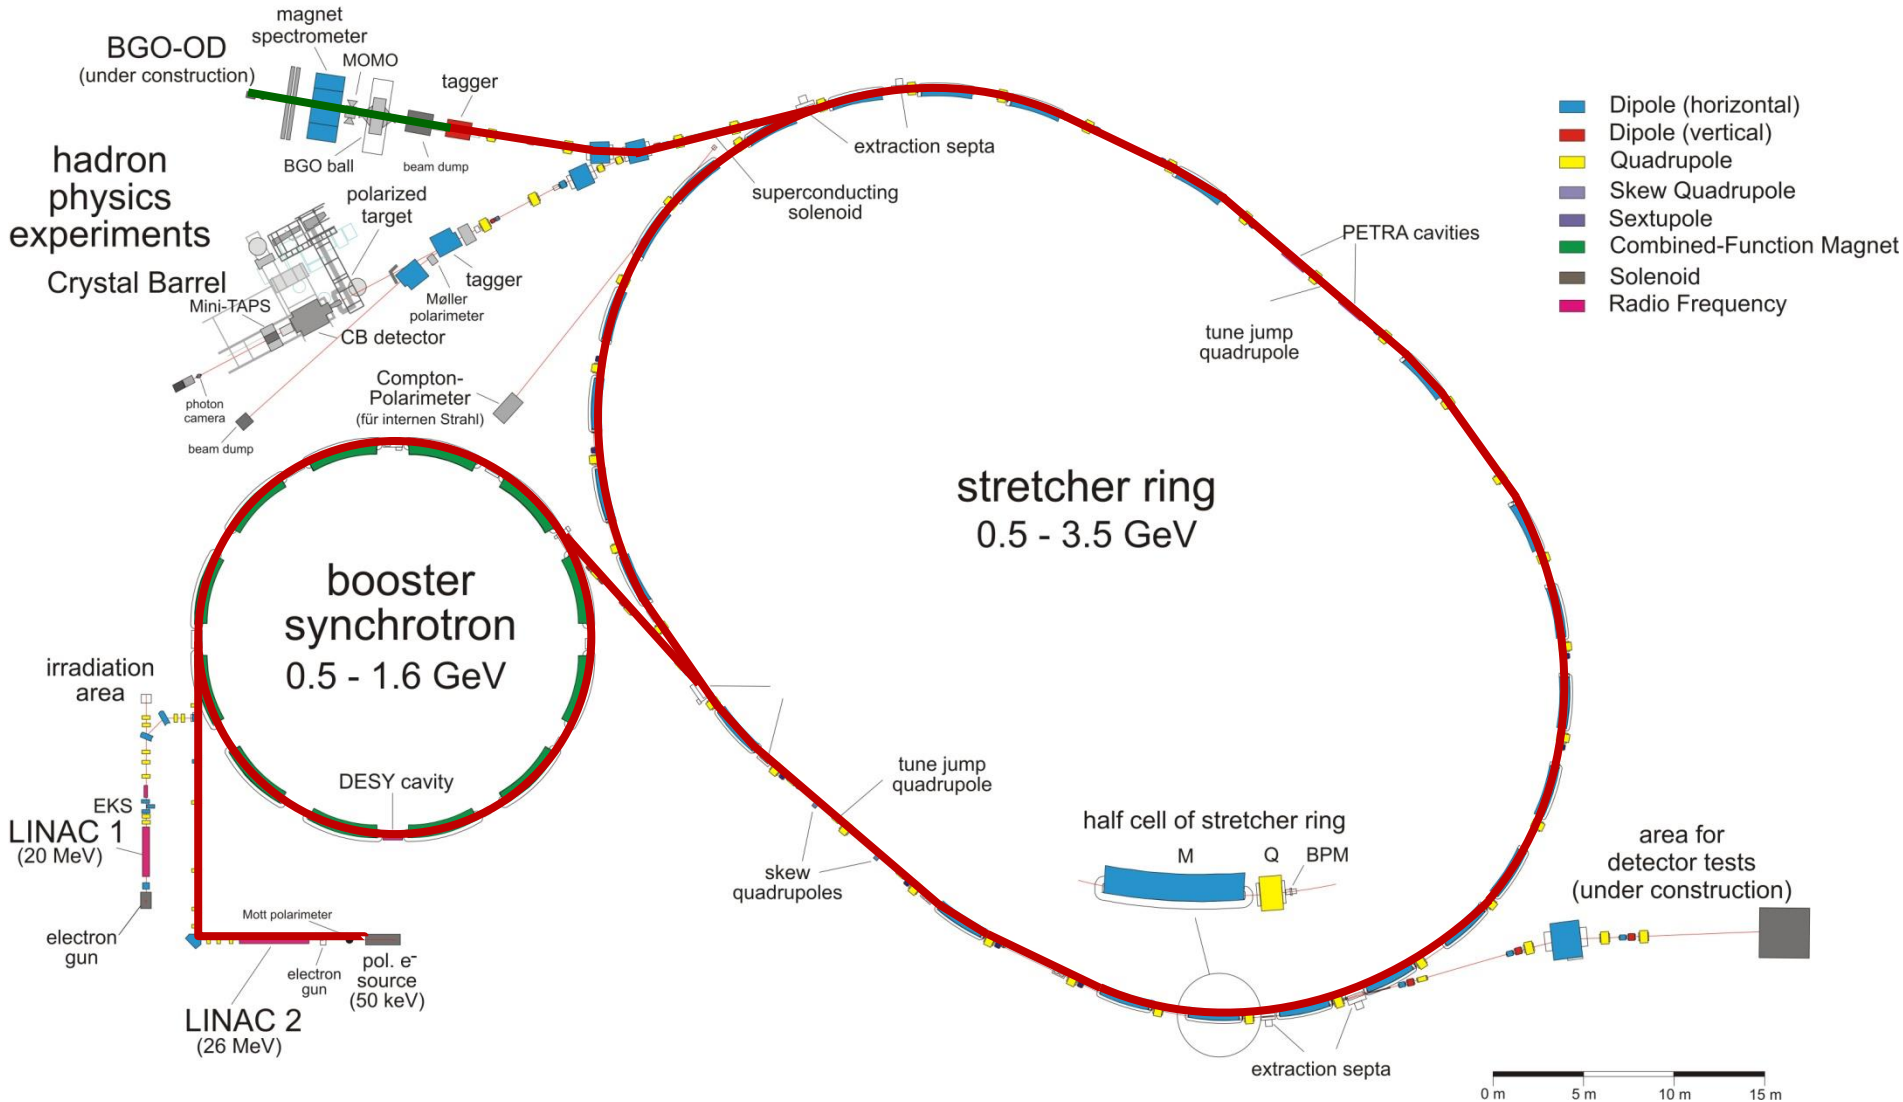 magnet
spectrometer
BGO-OD
(under construction)
MOMO
tagger
BGO ball
beam dump
hadron
physics
experiments
polarized
target
Crystal Barrel
Mini-TAPS
tagger
Møller
polarimeter
CB detector
photon
camera
beam dump
Compton-
Polarimeter
(für internen Strahl)
extraction septa
superconducting
solenoid
PETRA cavities
tune jump
quadrupole
Dipole (horizontal)
Dipole (vertical)
Quadrupole
Skew Quadrupole
Sextupole
Combined-Function Magnet
Solenoid
Radio Frequency
stretcher ring
0.5 - 3.5 GeV
booster
synchrotron
0.5 - 1.6 GeV
irradiation
area
DESY cavity
EKS
LINAC 1
(20 MeV)
electron
gun
Mott polarimeter
electron
gun
pol. e-
source
(50 keV)
LINAC 2
(26 MeV)
tune jump
quadrupole
skew
quadrupoles
half cell of stretcher ring
M
Q
BPM
area for
detector tests
(under construction)
extraction septa
0 m
5 m
10 m
15 m